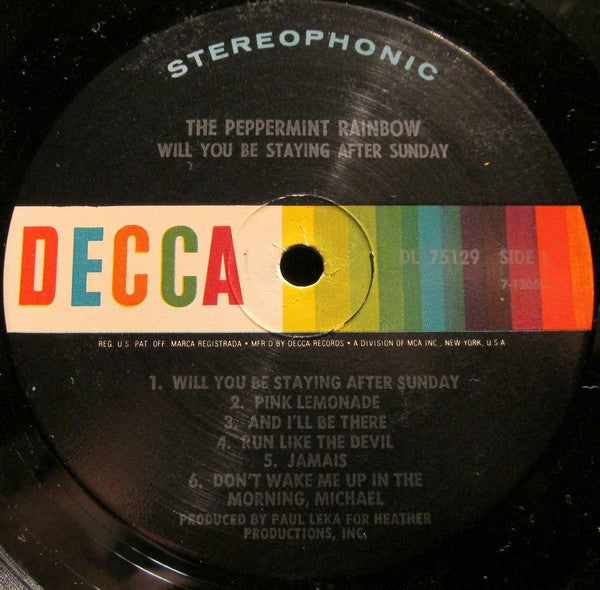 STEREOPHONIC
THE PEPPERMINT RAINBOW
WILL YOU BE STAYING AFTER SUNDAY
DECCA
DL 75129 SIDE
REG. U.S. PAT. OFF. MARCA REGISTRADA • MFR'D BY DECCA RECORDS • A DIVISION OF MCA INC., NEW YORK, U.S.A
1. WILL YOU BE STAYING AFTER SUNDAY
2. PINK LEMONADE
3. AND I'LL BE THERE
4. RUN LIKE THE DEVIL
5. JAMAIS
6. DON'T WAKE ME UP IN THE
MORNING, MICHAEL
PRODUCED BY PAUL LEKA FOR HEATHER
PRODUCTIONS, INC.